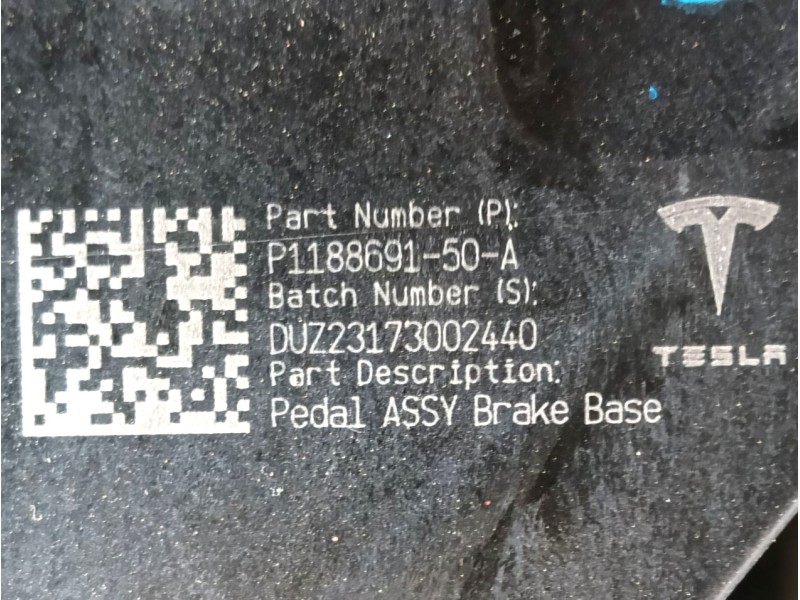 Part Number (P):
P1188691-50-A
Batch Number (S):
DUZ23173002440
Part Description:
Pedal ASSY Brake Base
TESLA